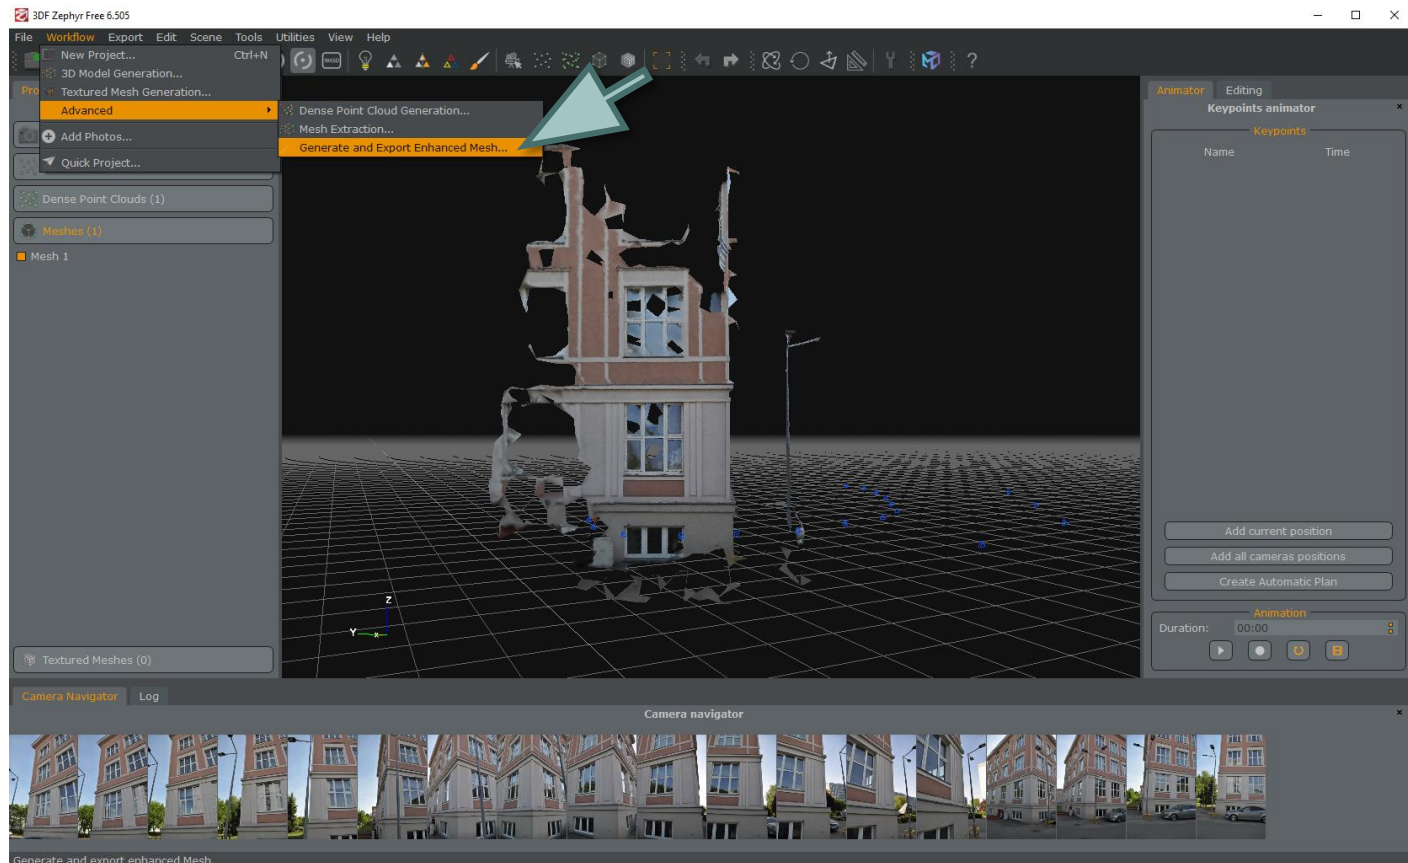 3DF Zephyr Free 6.505
File Workflow Export Edit Scene Tools Utilities View Help
New Project... Ctrl+N
3D Model Generation...
Textured Mesh Generation...
Advanced
Add Photos...
Quick Project...
Dense Point Cloud Generation...
Mesh Extraction...
Generate and Export Enhanced Mesh...
Pro
Dense Point Clouds (1)
Meshes (1)
Mesh 1
Textured Meshes (0)
Z
Y x
Animator Editing
Keypoints animator
Keypoints
Name Time
Add current position
Add all cameras positions
Create Automatic Plan
Animation
Duration: 00:00
Camera Navigator Log
Camera navigator
Generate and export enhanced Mesh